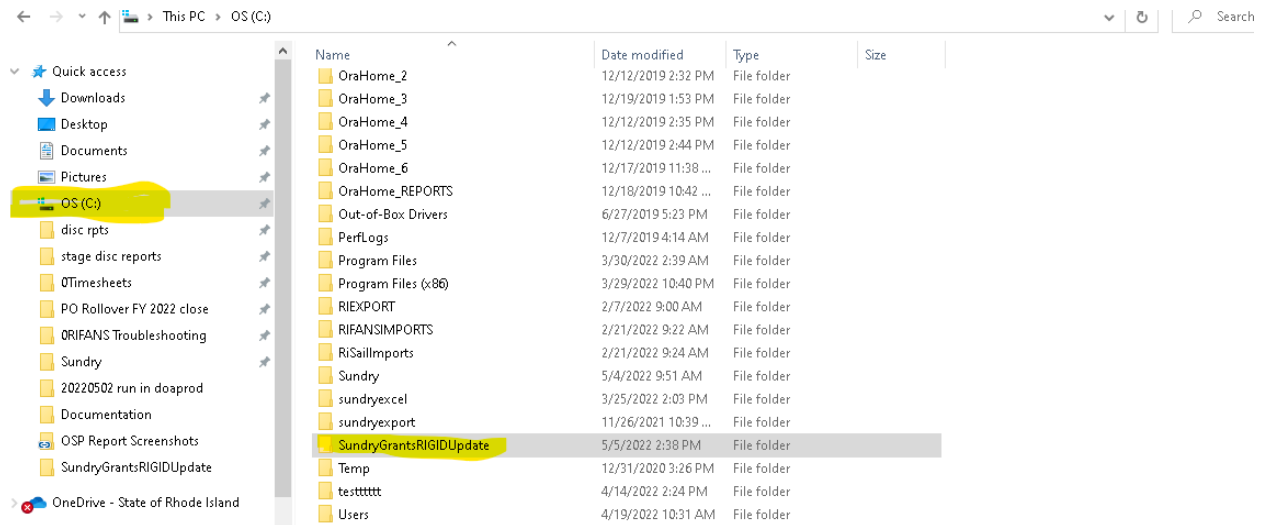 This PC > OS (C:)
Search
Name Date modified Type Size
Quick access
Downloads
Desktop
Documents
Pictures
OS (C:)
disc rpts
stage disc reports
0Timesheets
PO Rollover FY 2022 close
0RIFANS Troubleshooting
Sundry
20220502 run in doaprod
Documentation
OSP Report Screenshots
SundryGrantsRIGIDUpdate
OneDrive - State of Rhode Island
OraHome_2 12/12/2019 2:32 PM File folder
OraHome_3 12/19/2019 1:53 PM File folder
OraHome_4 12/12/2019 2:35 PM File folder
OraHome_5 12/12/2019 2:44 PM File folder
OraHome_6 12/17/2019 11:38 ... File folder
OraHome_REPORTS 12/18/2019 10:42 ... File folder
Out-of-Box Drivers 6/27/2019 5:23 PM File folder
PerfLogs 12/7/2019 4:14 AM File folder
Program Files 3/30/2022 2:39 AM File folder
Program Files (x86) 3/29/2022 10:40 PM File folder
RIEXPORT 2/7/2022 9:00 AM File folder
RIFANSIMPORTS 2/21/2022 9:22 AM File folder
RiSailImports 2/21/2022 9:24 AM File folder
Sundry 5/4/2022 9:51 AM File folder
sundryexcel 3/25/2022 2:03 PM File folder
sundryexport 11/26/2021 10:39 ... File folder
SundryGrantsRIGIDUpdate 5/5/2022 2:38 PM File folder
Temp 12/31/2020 3:26 PM File folder
testttttt 4/14/2022 2:24 PM File folder
Users 4/19/2022 10:31 AM File folder